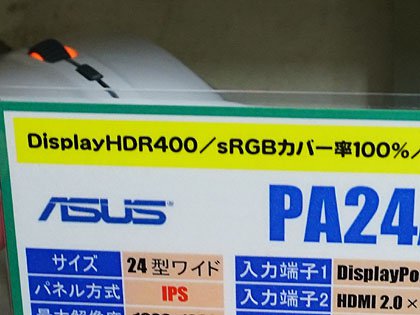 DisplayHDR400／sRGBカバー率100%／
ASUS PA24
サイズ 24型ワイド 入力端子1 DisplayPo
パネル方式 IPS 入力端子2 HDMI 2.0×